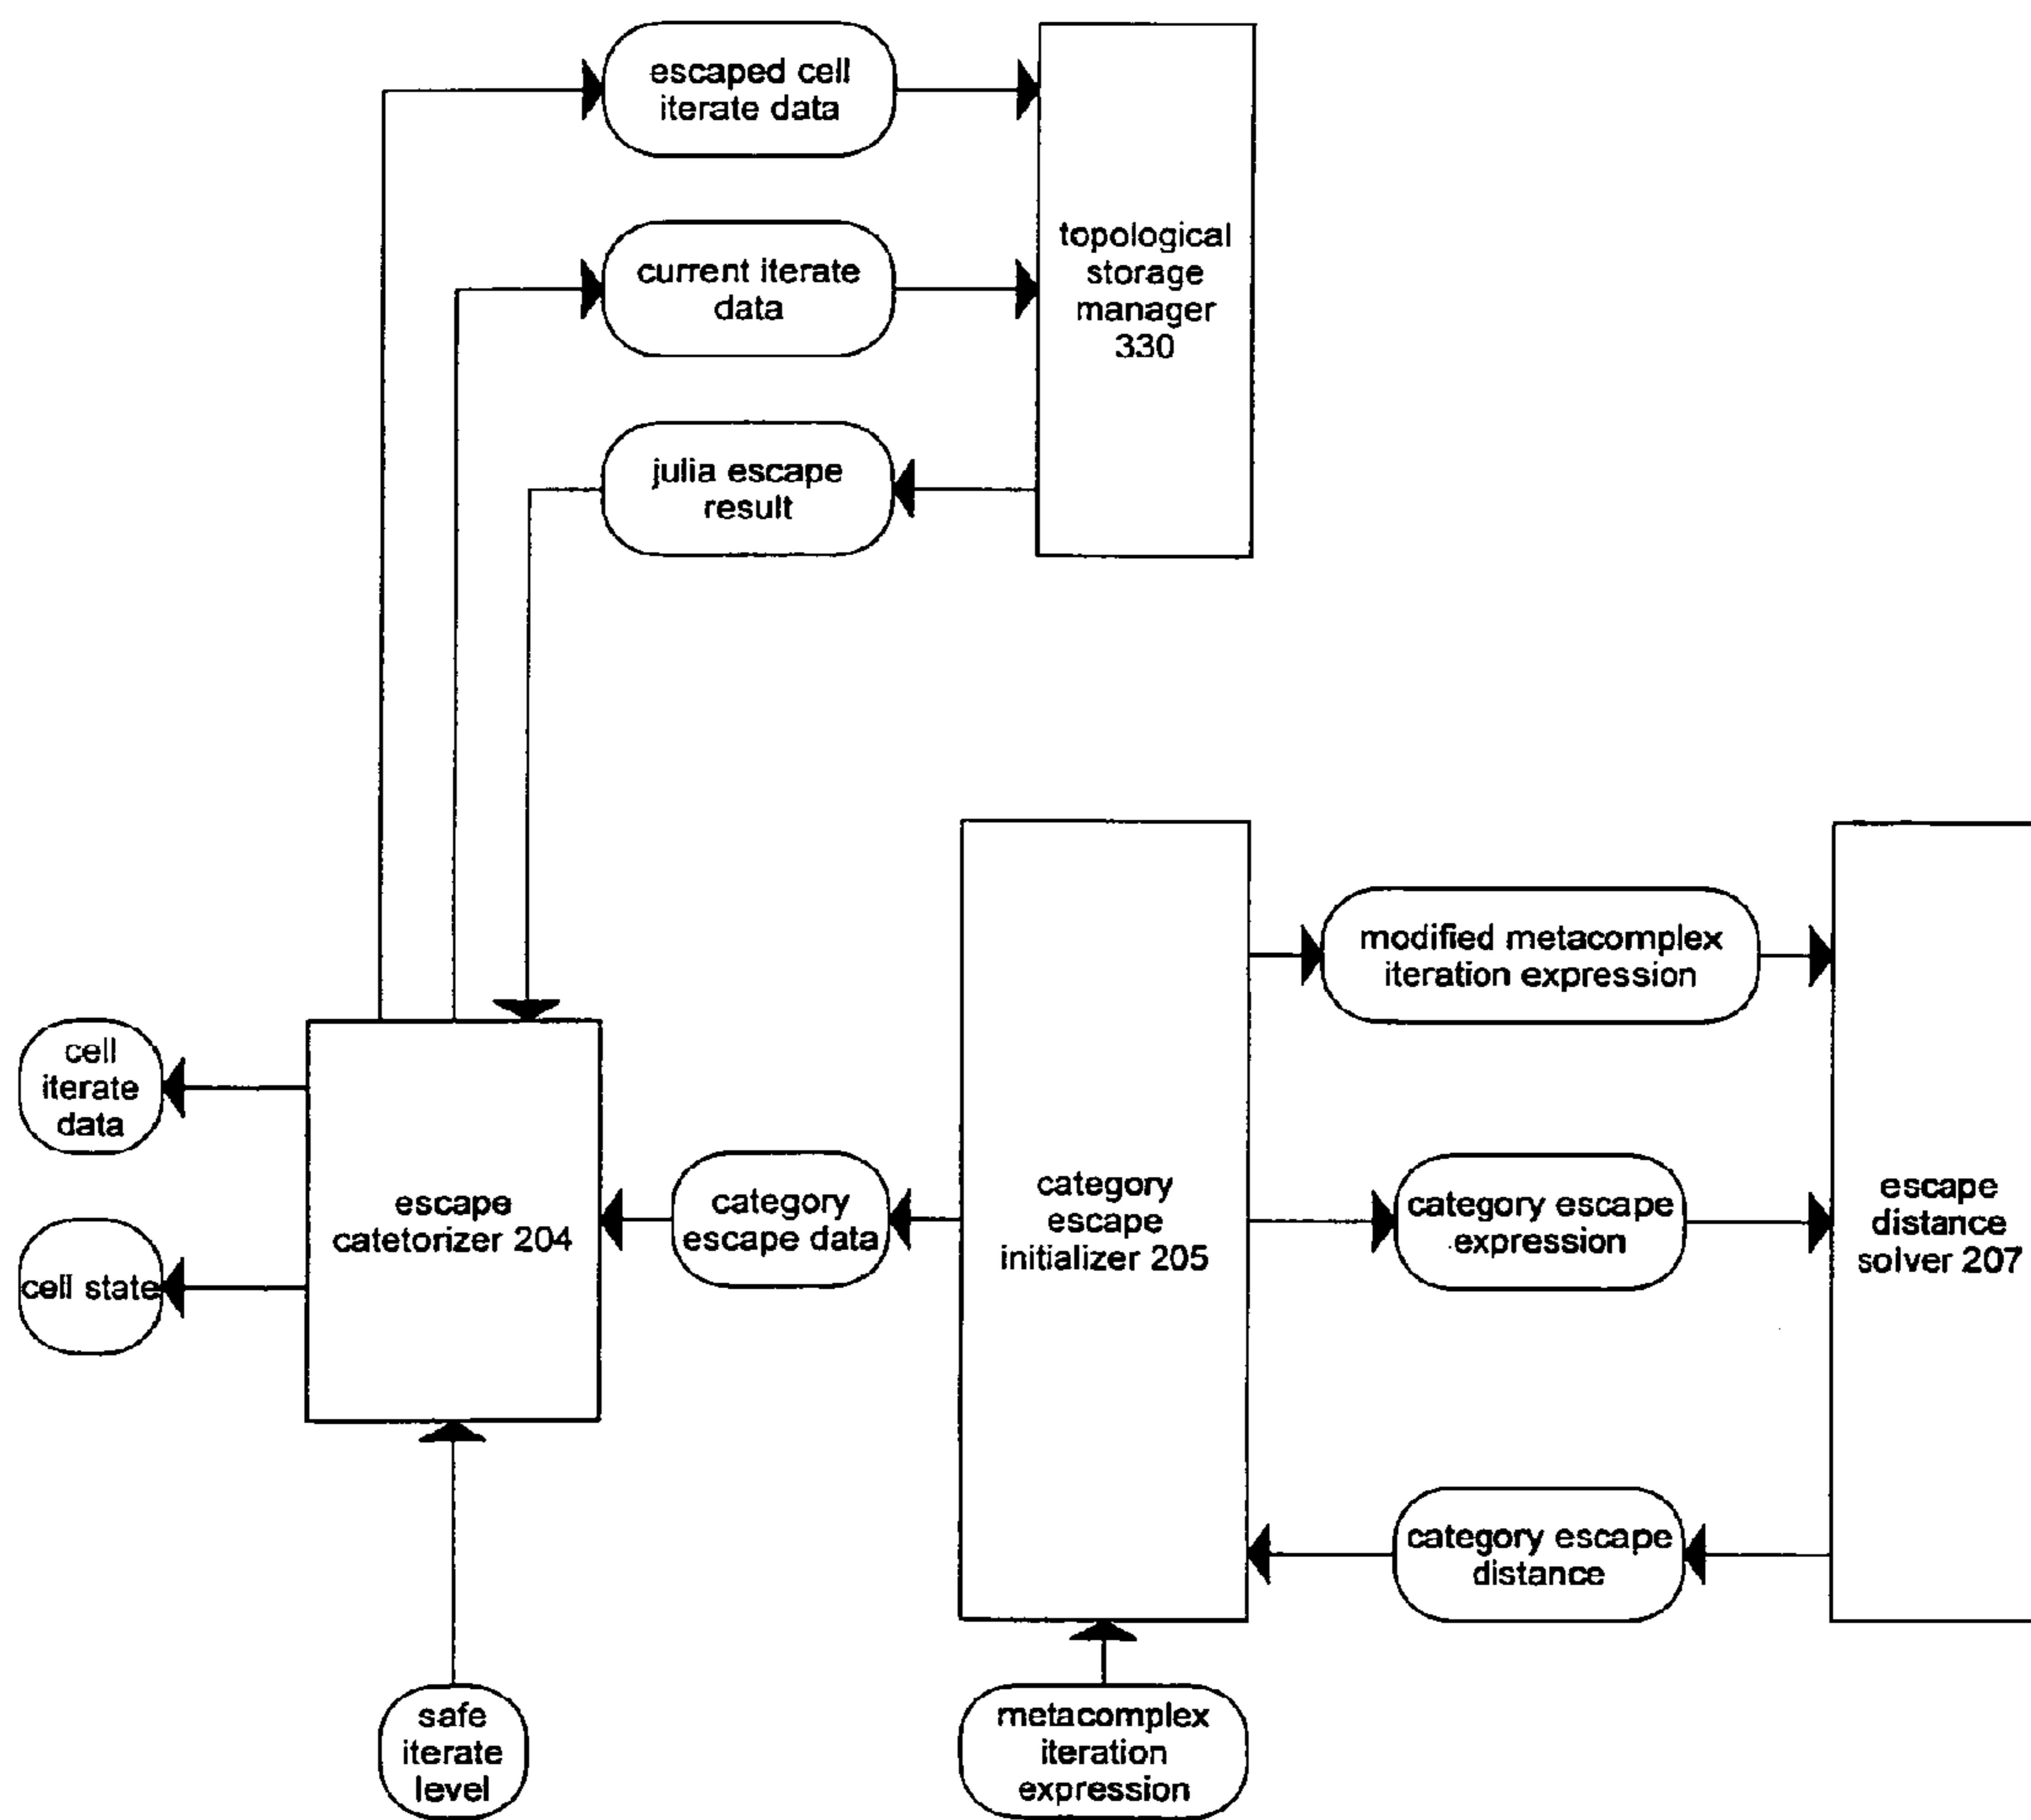 escaped cell
iterate data
topological
storage
manager
330
current iterate
data
julia escape
result
modified metacomplex
iteration expression
cell
iterate
data
escape
catetorizer 204
category
escape data
category
escape
initializer 205
category escape
expression
escape
distance
solver 207
cell state
category escape
distance
safe
iterate
level
metacomplex
iteration
expression